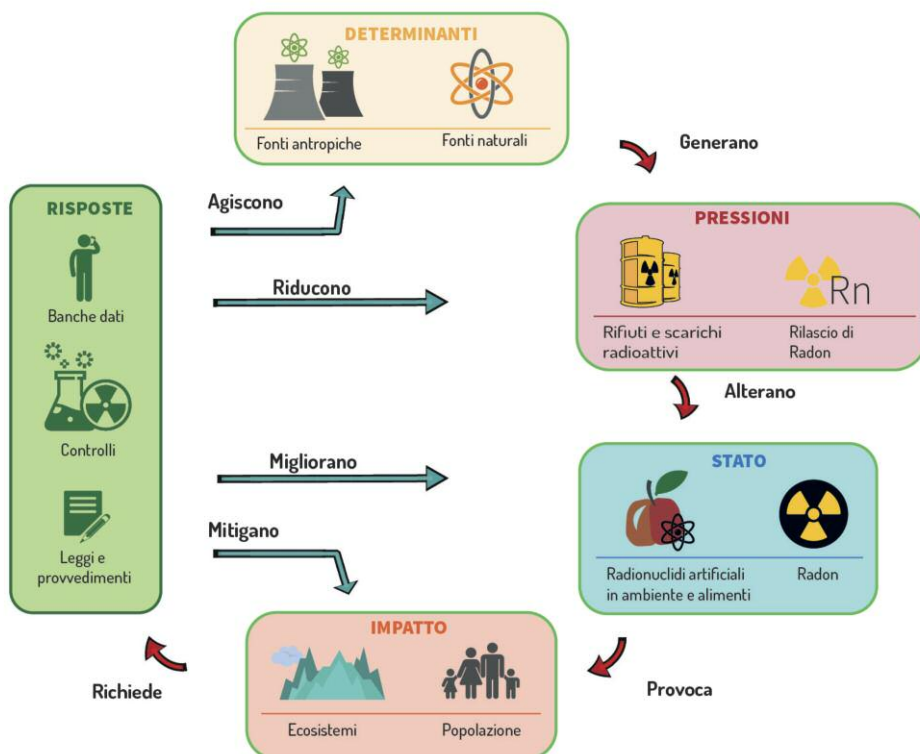 DETERMINANTI
Fonti antropiche
Fonti naturali
Generano
RISPOSTE
Banche dati
Controlli
Leggi e
provvedimenti
Agiscono
Riducono
Migliorano
Mitigano
PRESSIONI
Rn
Rifiuti e scarichi
radioattivi
Rilascio di
Radon
Alterano
STATO
Radionuclidi artificiali
in ambiente e alimenti
Radon
Provoca
IMPATTO
Ecosistemi
Popolazione
Richiede